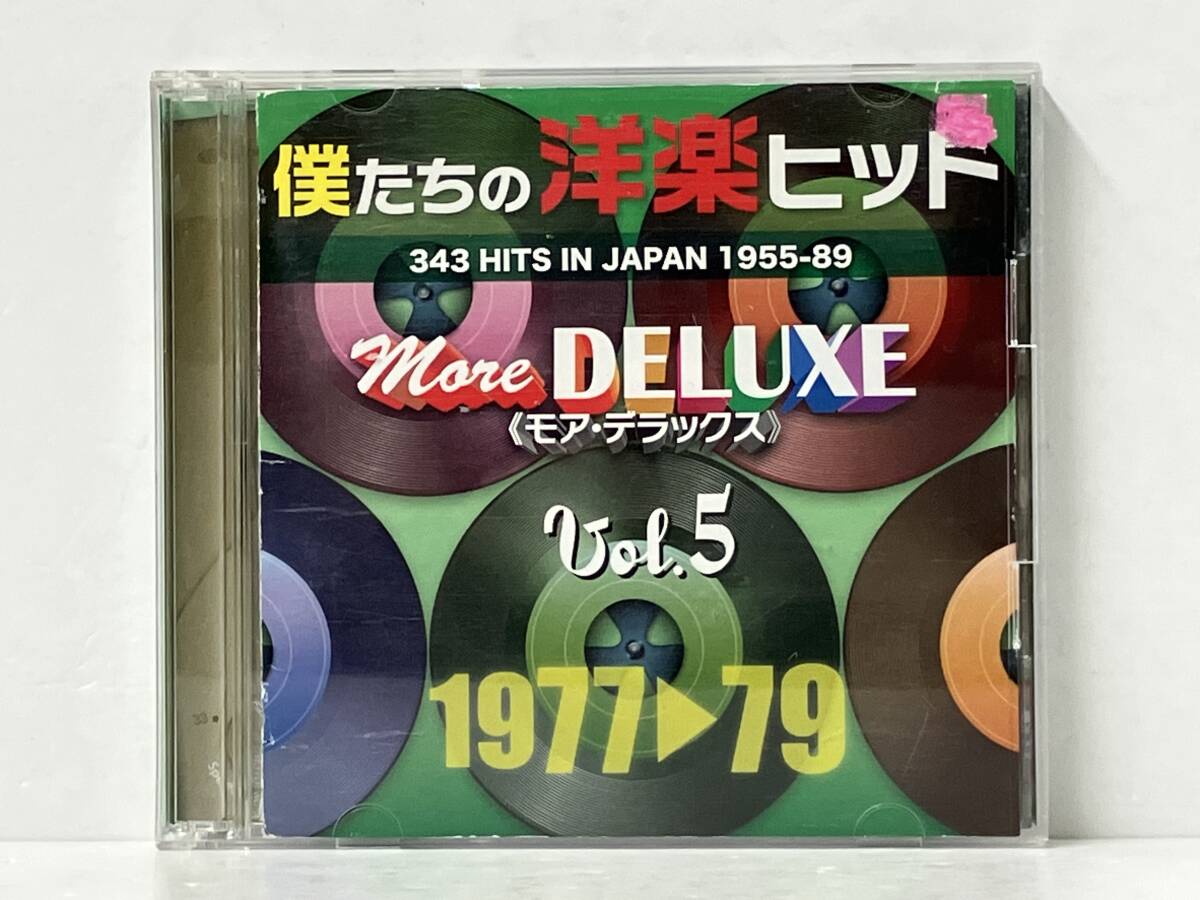 僕たちの洋楽ヒット
343 HITS IN JAPAN 1955-89
More DELUXE
《モア・デラックス》
Vol.5
1977▶79